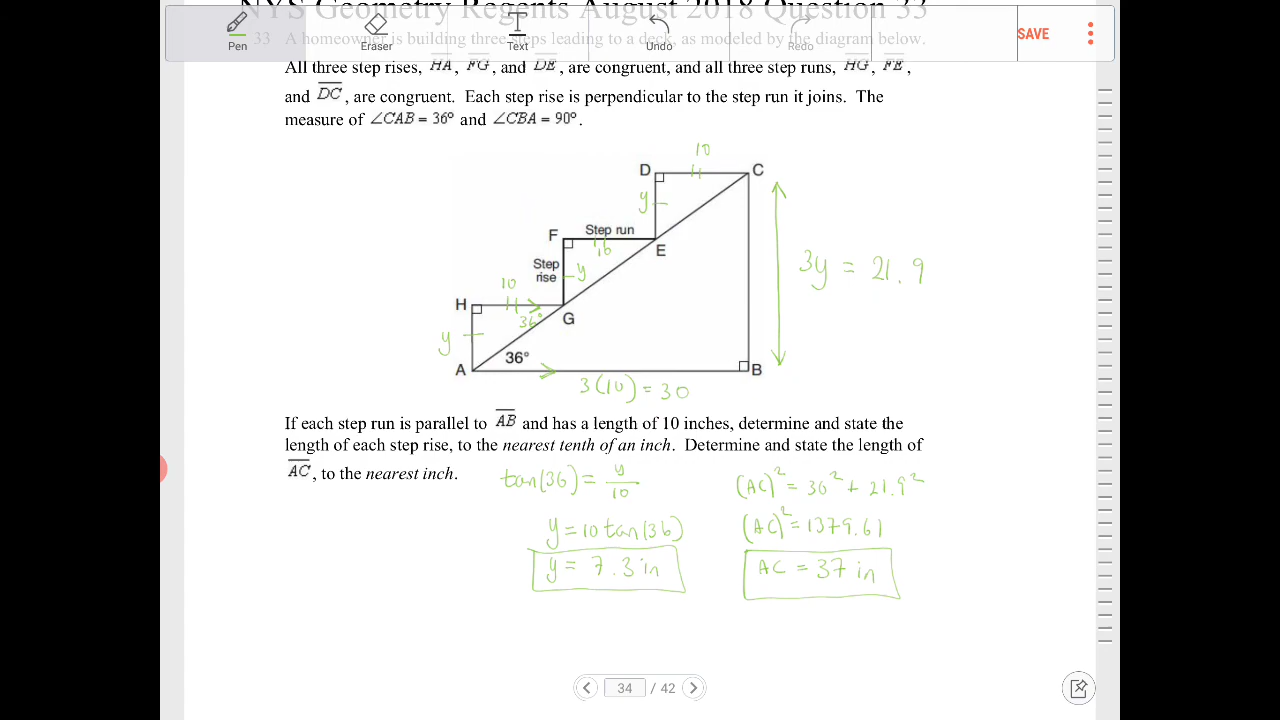 NYS Geometry Regents August 2018 Question 33
Pen
Eraser
Text
Undo
Redo
SAVE
33 A homeowner is building three steps leading to a deck, as modeled by the diagram below.
All three step rises, HA, FG, and DE, are congruent, and all three step runs, HG, FE,
and DC, are congruent. Each step rise is perpendicular to the step run it joins. The
measure of ∠CAB = 36° and ∠CBA = 90°.
10
D
C
y
F
Step run
10
E
Step
rise
y
3y = 21.9
10
H
36°
G
y
36°
A
B
3(10) = 30
If each step run is parallel to AB and has a length of 10 inches, determine and state the
length of each step rise, to the nearest tenth of an inch. Determine and state the length of
AC, to the nearest inch.
tan(36) = y/10
y = 10 tan(36)
y = 7.3 in
(AC)² = 30² + 21.9²
(AC)² = 1379.61
AC = 37 in
34 / 42